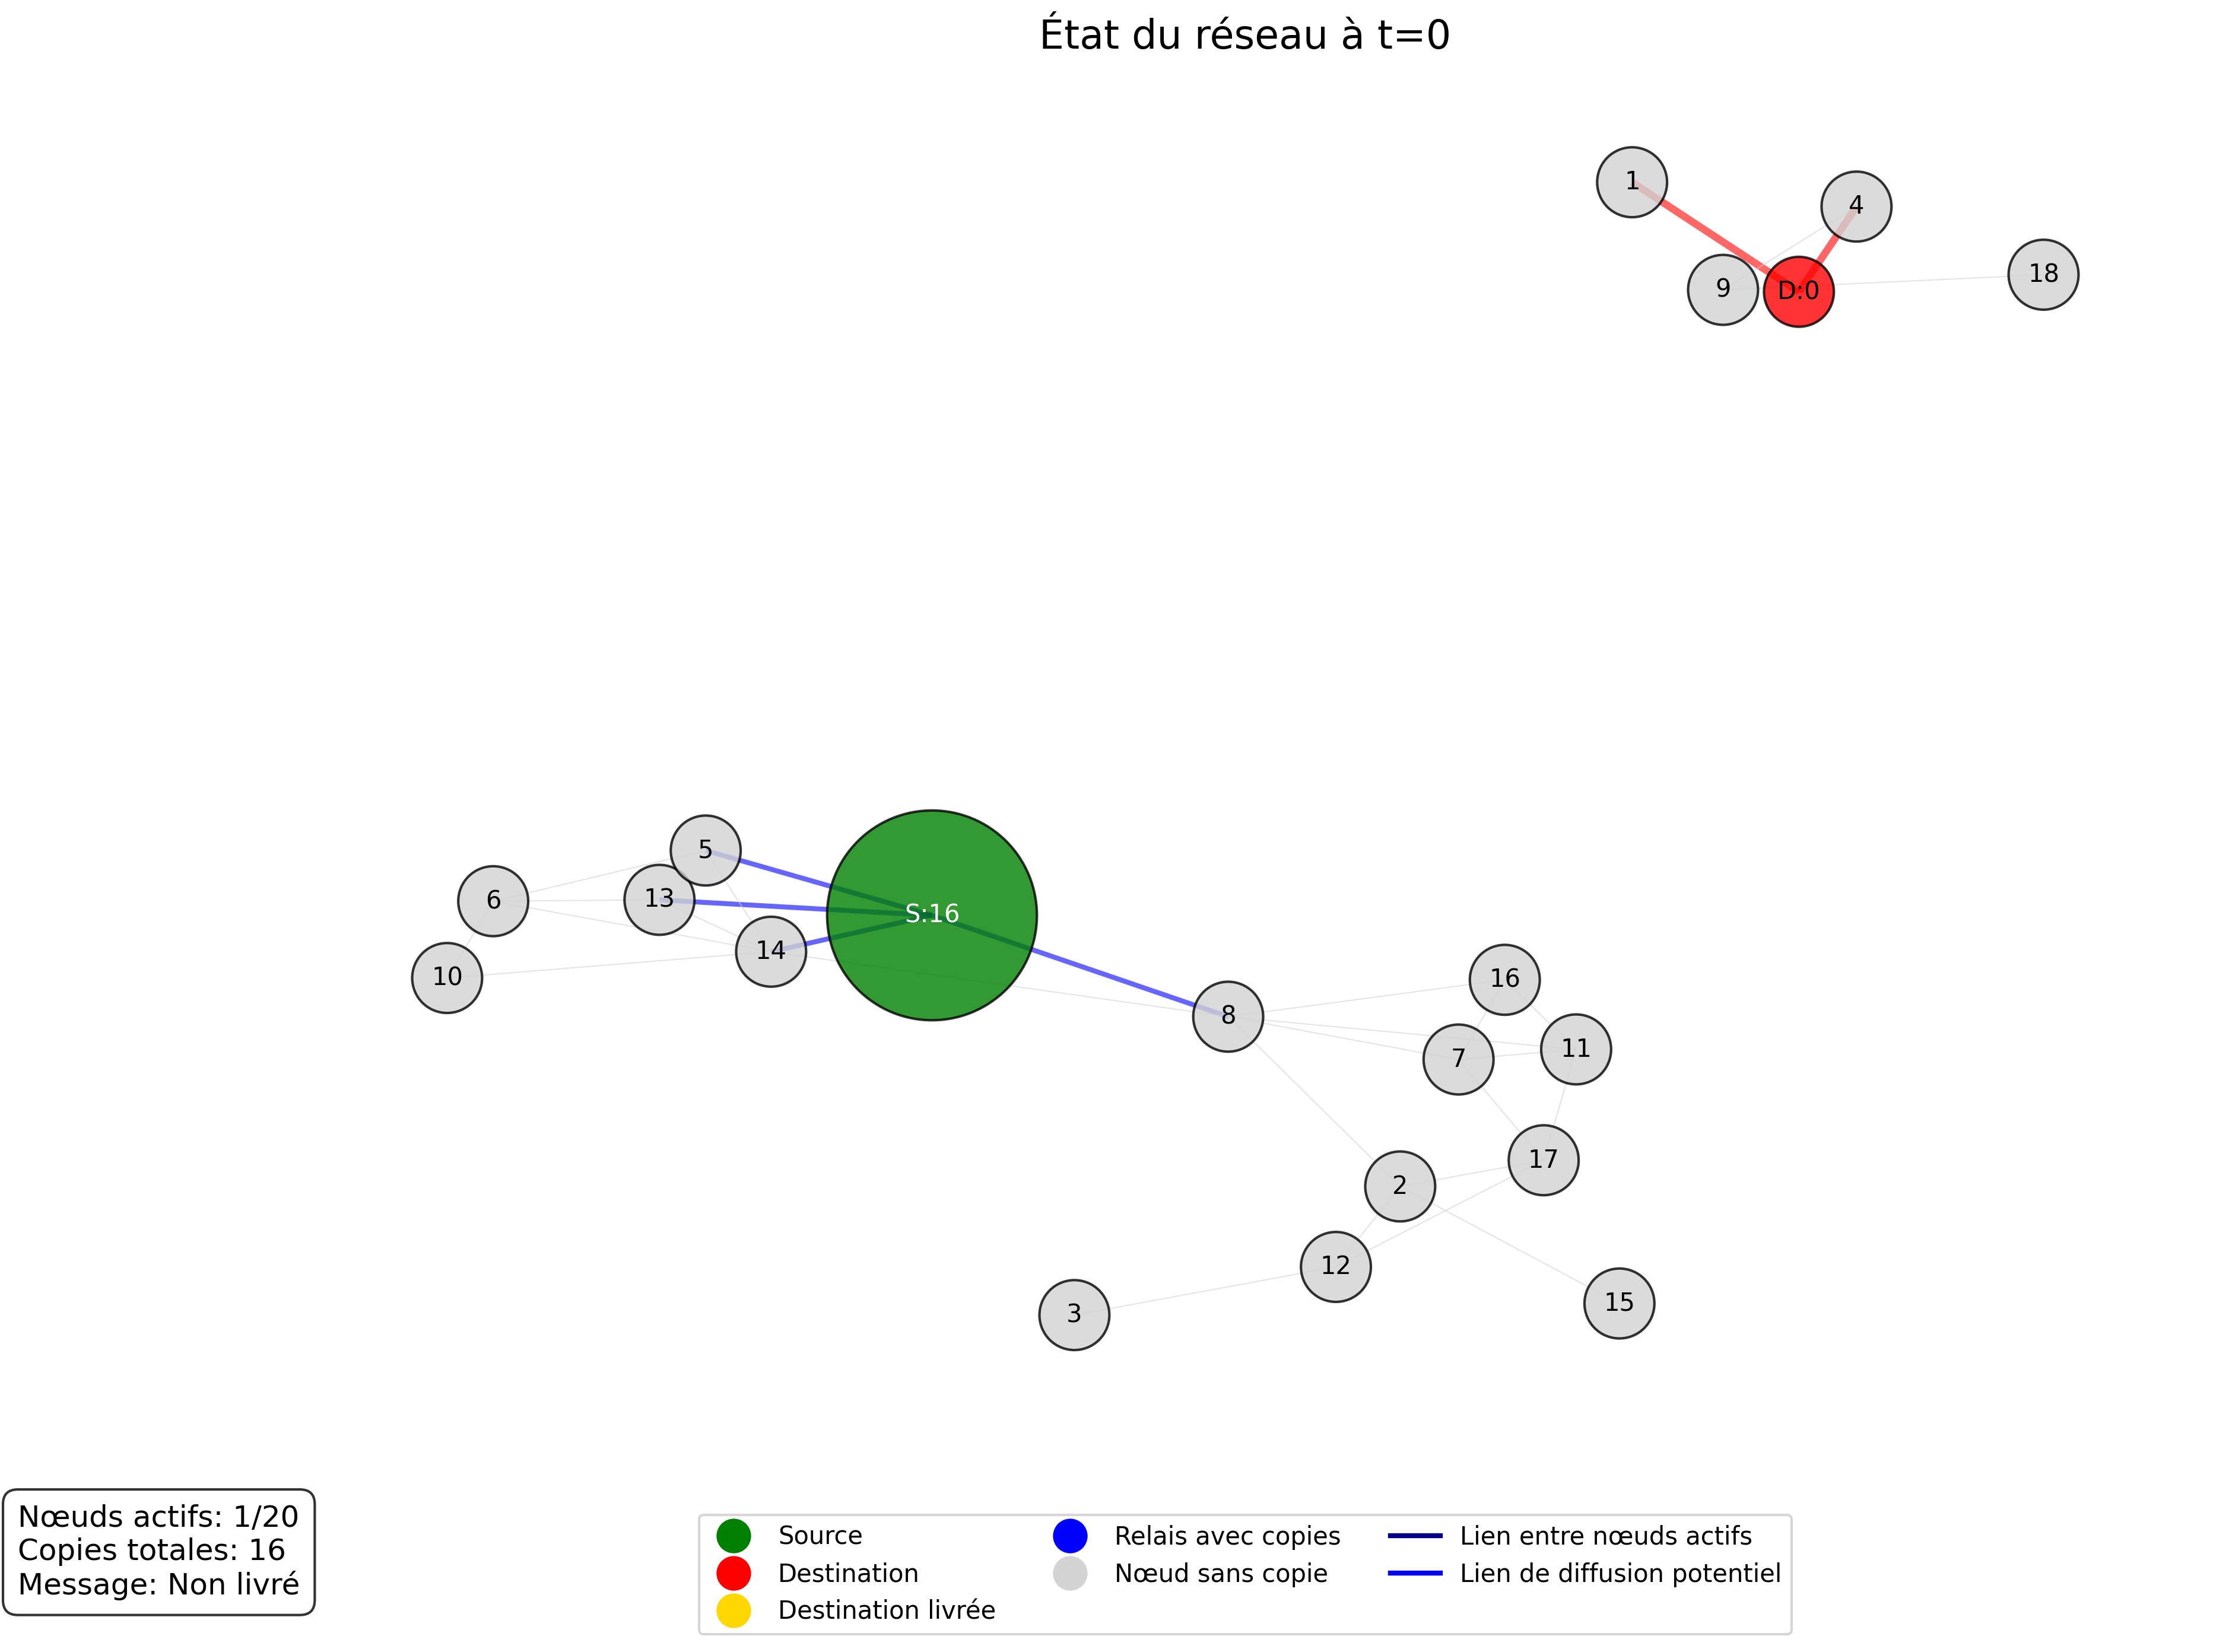 État du réseau à t=0
1
4
18
9
D:0
5
13
6
S:16
14
10
16
8
11
7
17
2
12
15
3
Nœuds actifs: 1/20
Copies totales: 16
Message: Non livré
Source
Destination
Destination livrée
Relais avec copies
Nœud sans copie
Lien entre nœuds actifs
Lien de diffusion potentiel